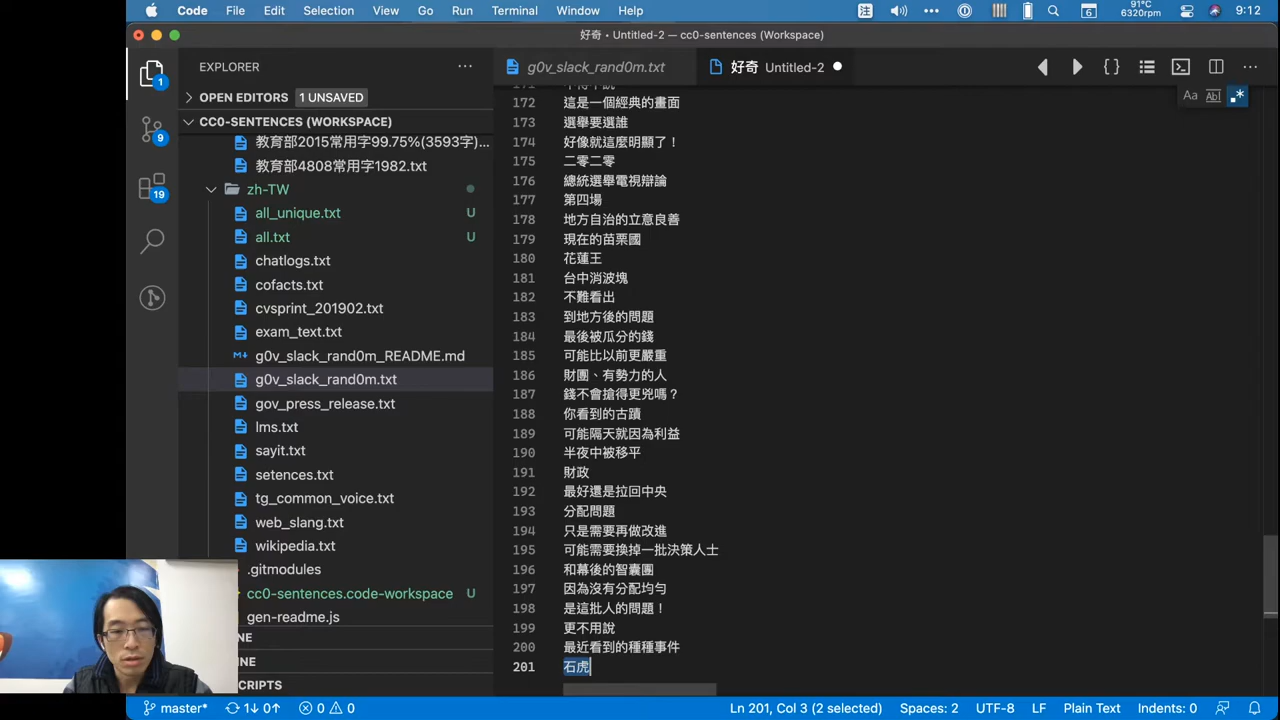 Code File Edit Selection View Go Run Terminal Window Help 注 6 91°C 6320rpm 9:12
好奇 • Untitled-2 — cc0-sentences (Workspace)
EXPLORER
g0v_slack_rand0m.txt
好奇 Untitled-2
OPEN EDITORS 1 UNSAVED
CC0-SENTENCES (WORKSPACE)
教育部2015常用字99.75%(3593字)...
教育部4808常用字1982.txt
zh-TW
all_unique.txt U
all.txt U
chatlogs.txt
cofacts.txt
cvsprint_201902.txt
exam_text.txt
g0v_slack_rand0m_README.md
g0v_slack_rand0m.txt
gov_press_release.txt
lms.txt
sayit.txt
setences.txt
tg_common_voice.txt
web_slang.txt
wikipedia.txt
.gitmodules
cc0-sentences.code-workspace U
gen-readme.js
NE
INE
SCRIPTS
1
9
19
Aa Abl
172 這是一個經典的畫面
173 選舉要選誰
174 好像就這麼明顯了！
175 二零二零
176 總統選舉電視辯論
177 第四場
178 地方自治的立意良善
179 現在的苗栗國
180 花蓮王
181 台中消波塊
182 不難看出
183 到地方後的問題
184 最後被瓜分的錢
185 可能比以前更嚴重
186 財團、有勢力的人
187 錢不會搶得更兇嗎？
188 你看到的古蹟
189 可能隔天就因為利益
190 半夜中被移平
191 財政
192 最好還是拉回中央
193 分配問題
194 只是需要再做改進
195 可能需要換掉一批決策人士
196 和幕後的智囊團
197 因為沒有分配均勻
198 是這批人的問題！
199 更不用說
200 最近看到的種種事件
201 石虎
master* 1↓ 0↑ 0 0 Ln 201, Col 3 (2 selected) Spaces: 2 UTF-8 LF Plain Text Indents: 0